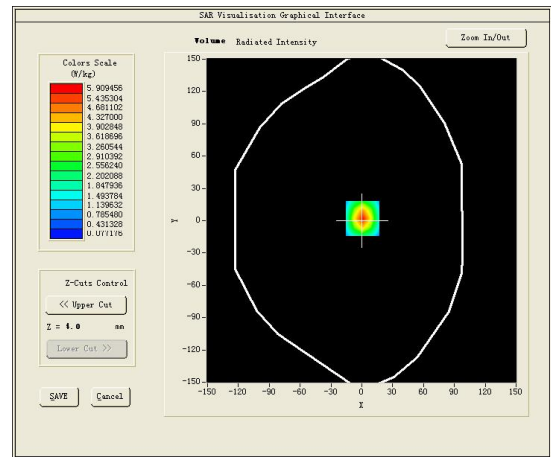 SAR Visualisation Graphical Interface
Volume Radiated Intensity
Zoom In/Out
Colors Scale
(W/kg)
5.909456
5.435304
4.681102
4.327000
3.902848
3.618696
3.260544
2.910392
2.556240
2.202088
1.847936
1.493784
1.139632
0.785480
0.431328
0.077176
150
120
90
60
30
0
-30
-60
-90
-120
-150
Y
-150 -120 -90 -60 -30 0 30 60 90 120 150
X
Z-Cuts Control
<< Upper Cut
Z = 4.0 mm
Lower Cut >>
SAVE
Cancel